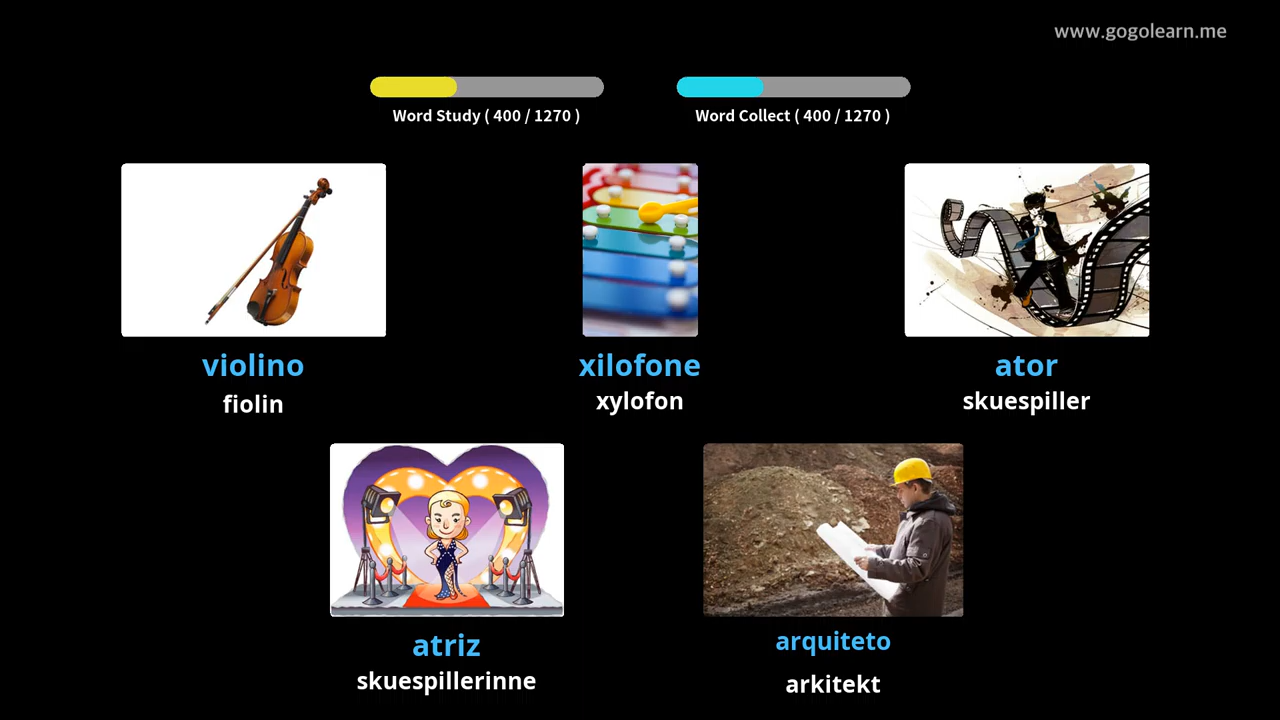 www.gogolearn.me
Word Study ( 400 / 1270 )
Word Collect ( 400 / 1270 )
violino
fiolin
xilofone
xylofon
ator
skuespiller
atriz
skuespillerinne
arquiteto
arkitekt